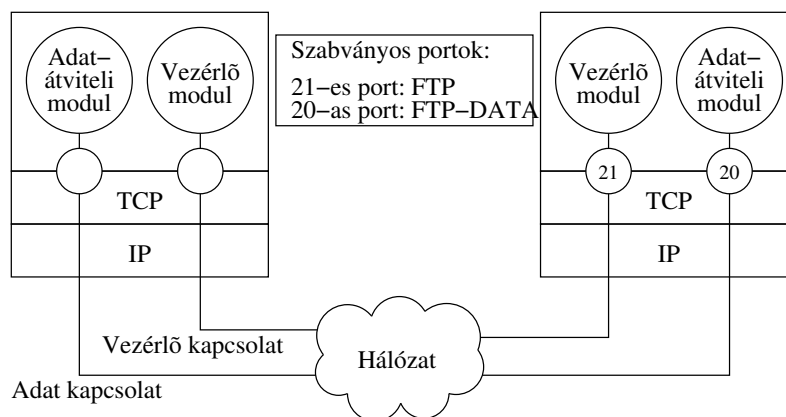 Adat−
átviteli
modul
Vezérlõ
modul
TCP
IP
Szabványos portok:
21−es port: FTP
20−as port: FTP−DATA
Vezérlõ
modul
Adat−
átviteli
modul
21
20
TCP
IP
Vezérlõ kapcsolat
Adat kapcsolat
Hálózat